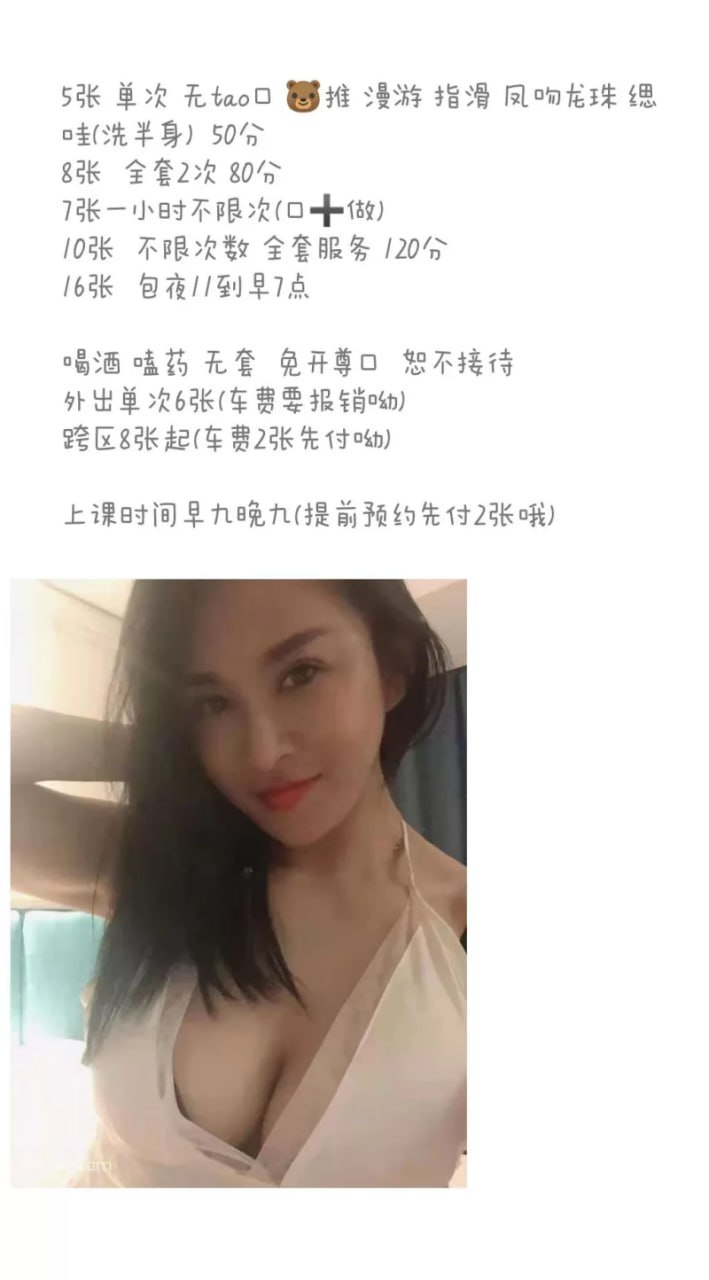 5张 单次 无tao口 🐻推 漫游 指滑 凤吻龙珠 缌
哇(洗半身) 50分
8张 全套2次 80分
7张一小时不限次(口➕做)
10张 不限次数 全套服务 120分
16张 包夜11到早7点
喝酒 嗑药 无套 免开尊口 恕不接待
外出单次6张(车费要报销呦)
跨区8张起(车费2张先付呦)
上课时间早九晚九(提前预约先付2张哦)